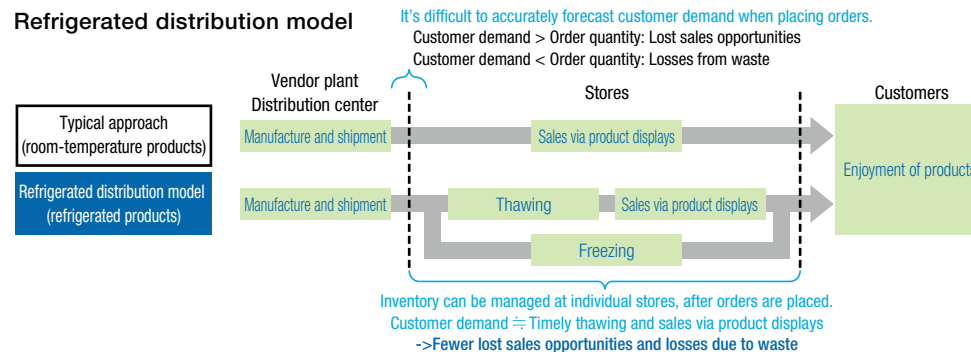 Refrigerated distribution model
It's difficult to accurately forecast customer demand when placing orders.
Customer demand > Order quantity: Lost sales opportunities
Customer demand < Order quantity: Losses from waste
Vendor plant
Distribution center
Stores
Customers
Typical approach
(room-temperature products)
Manufacture and shipment
Sales via product displays
Enjoyment of products
Refrigerated distribution model
(refrigerated products)
Manufacture and shipment
Thawing
Sales via product displays
Freezing
Inventory can be managed at individual stores, after orders are placed.
Customer demand ≒ Timely thawing and sales via product displays
->Fewer lost sales opportunities and losses due to waste